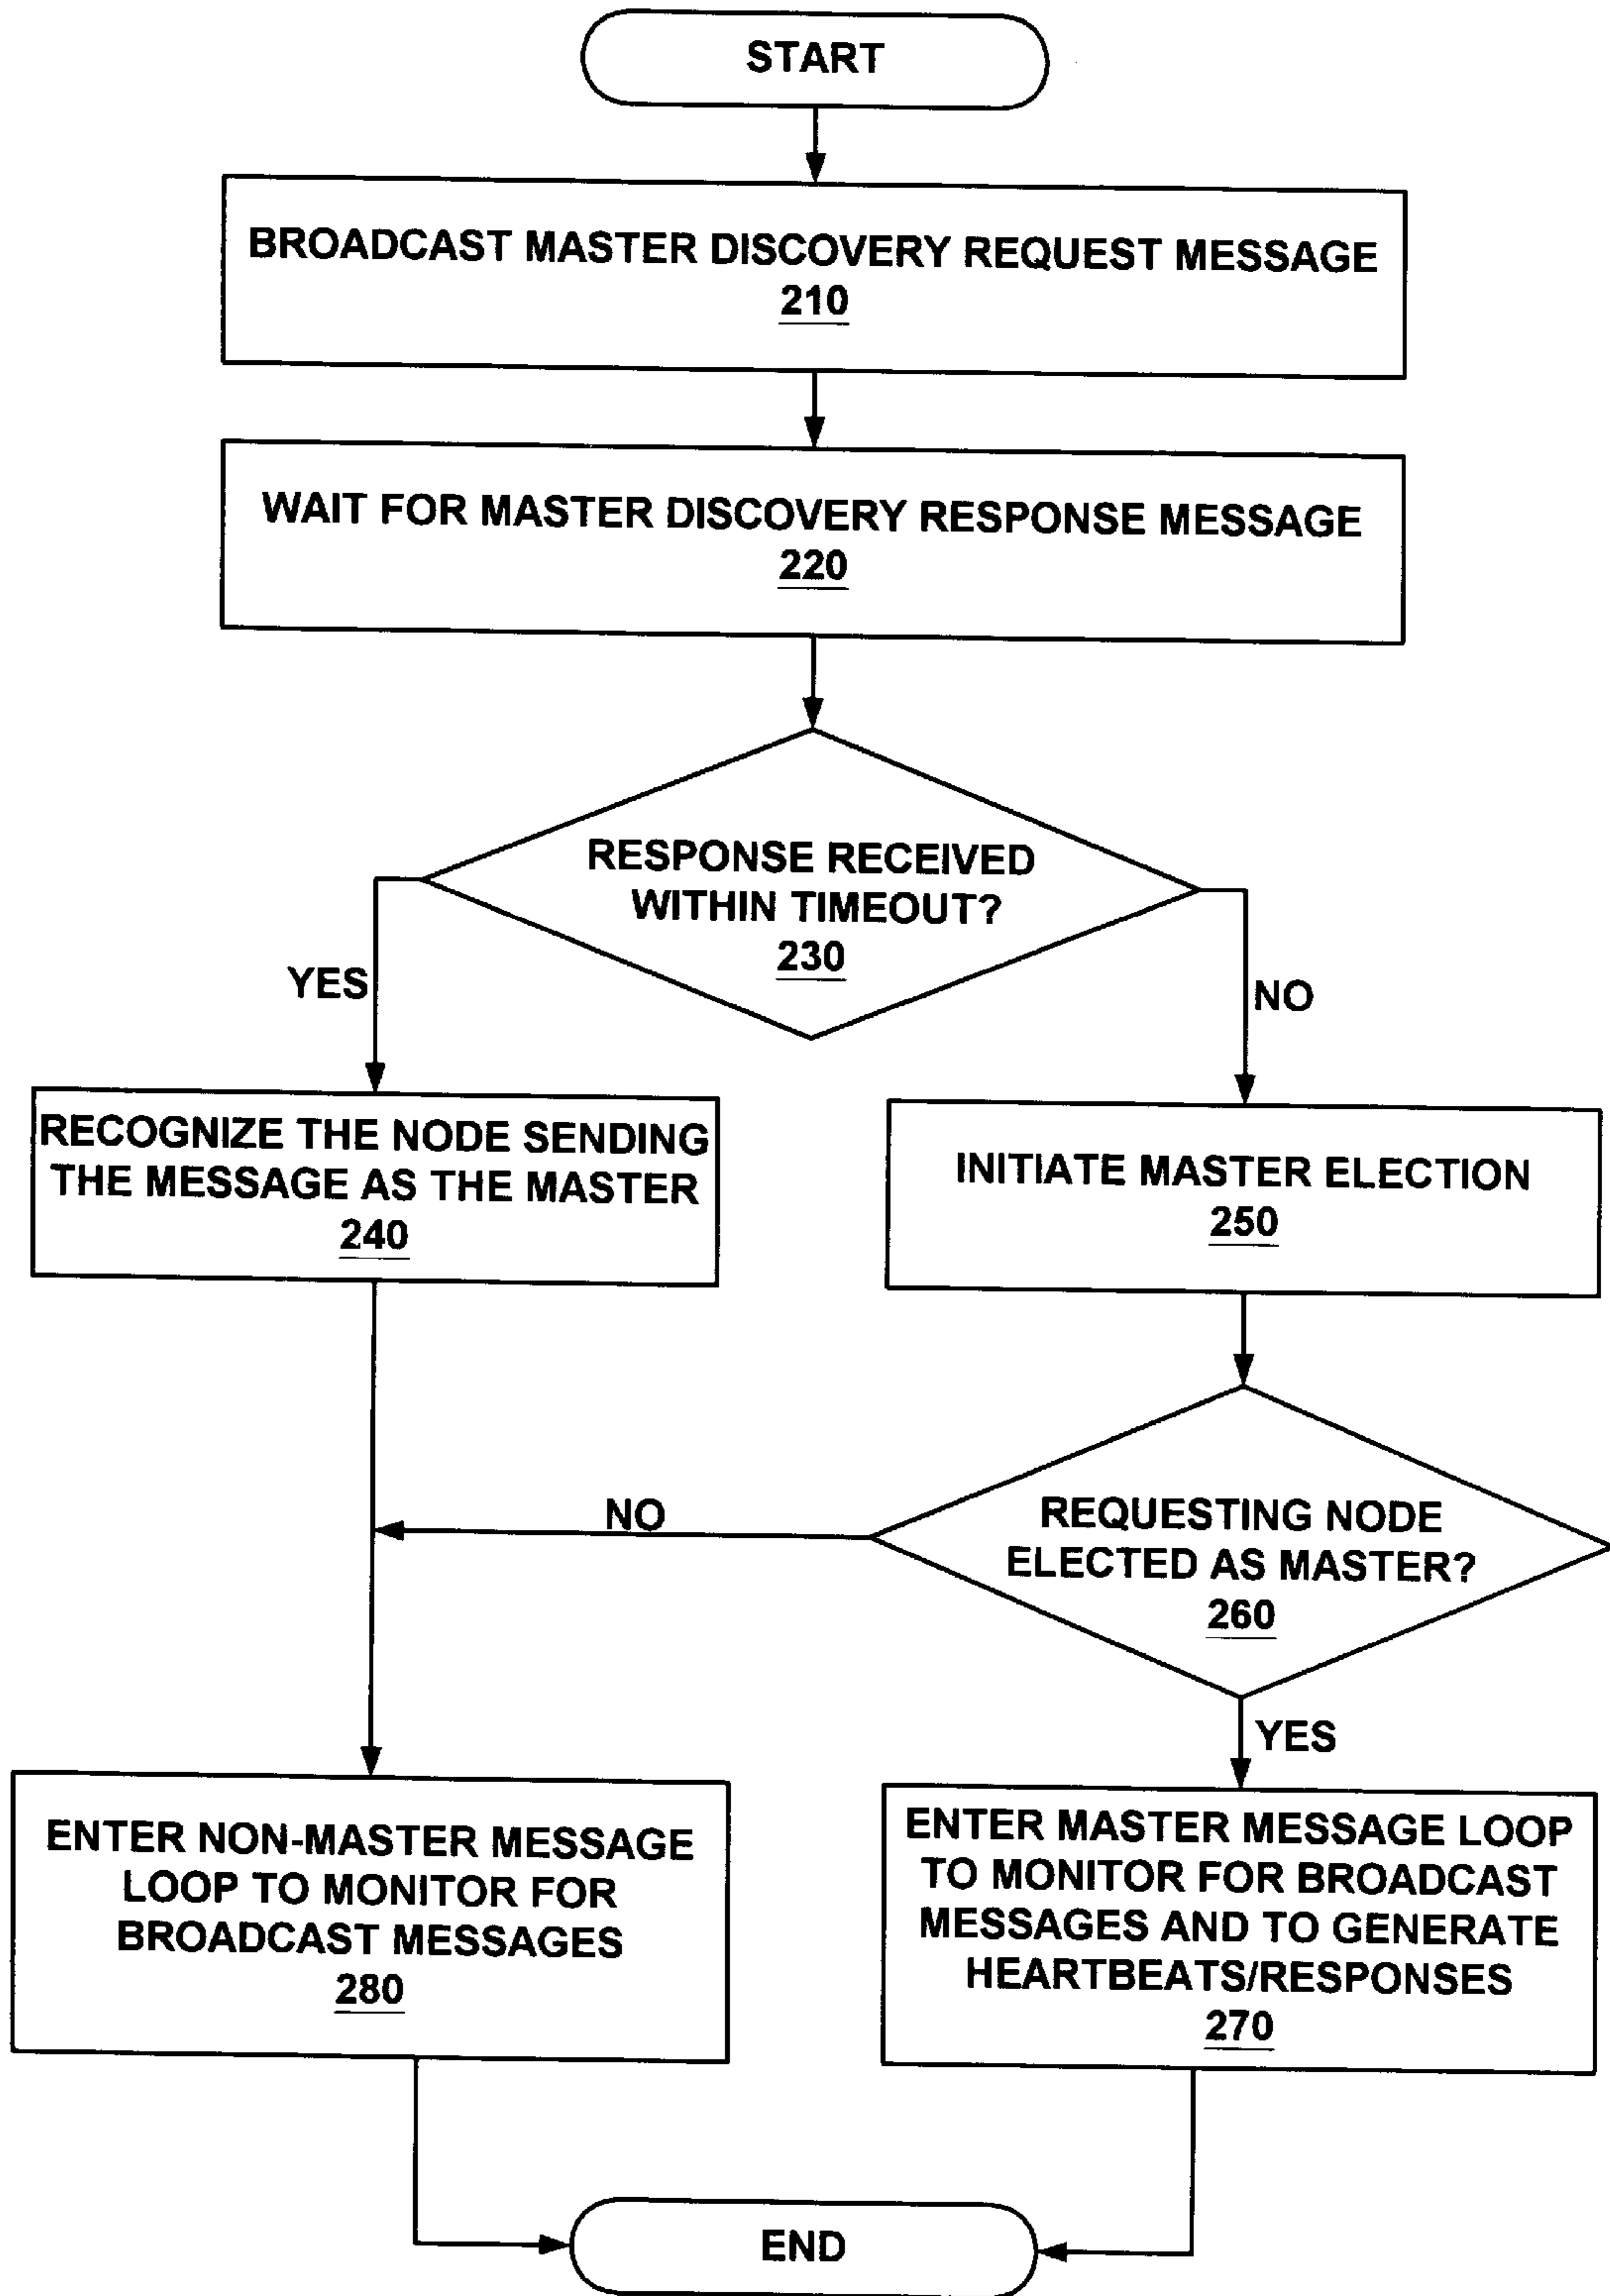 START
BROADCAST MASTER DISCOVERY REQUEST MESSAGE
210
WAIT FOR MASTER DISCOVERY RESPONSE MESSAGE
220
RESPONSE RECEIVED
WITHIN TIMEOUT?
230
YES
NO
RECOGNIZE THE NODE SENDING
THE MESSAGE AS THE MASTER
240
INITIATE MASTER ELECTION
250
NO
REQUESTING NODE
ELECTED AS MASTER?
260
YES
ENTER NON-MASTER MESSAGE
LOOP TO MONITOR FOR
BROADCAST MESSAGES
280
ENTER MASTER MESSAGE LOOP
TO MONITOR FOR BROADCAST
MESSAGES AND TO GENERATE
HEARTBEATS/RESPONSES
270
END